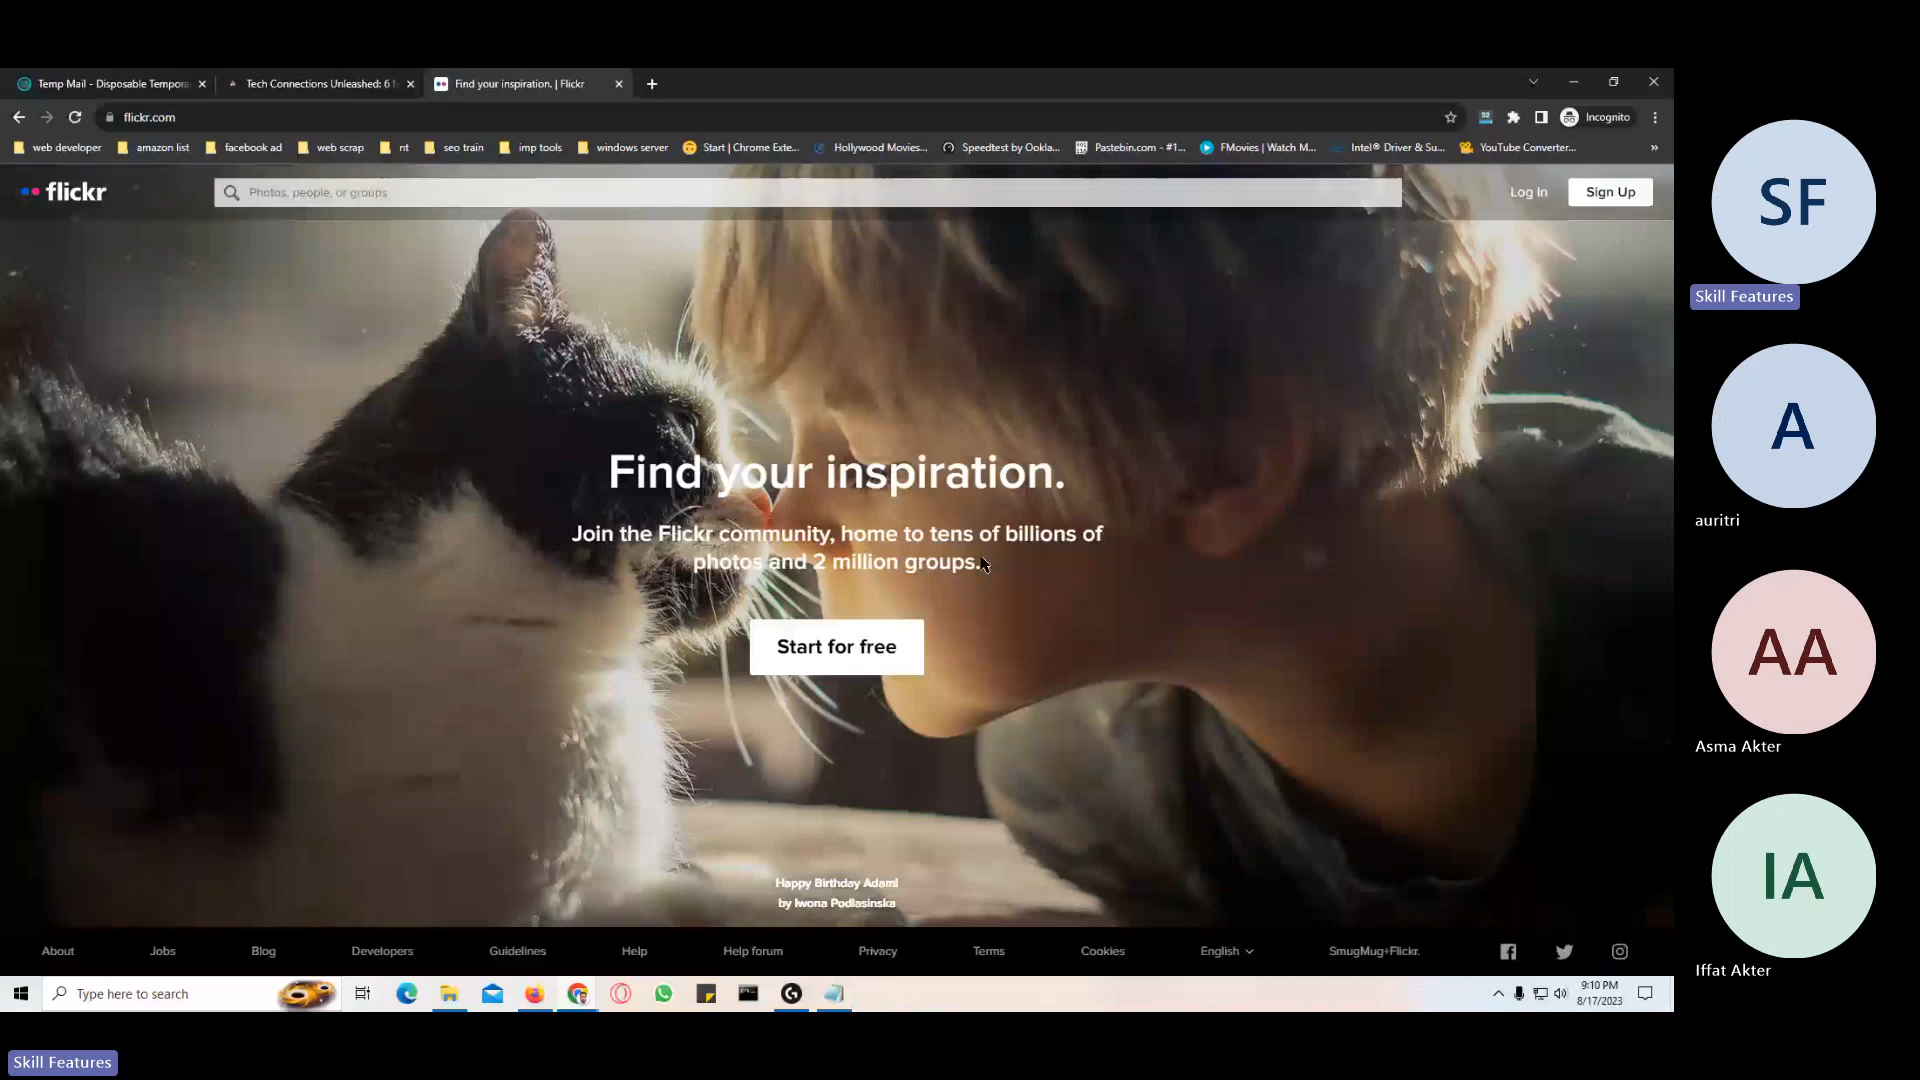 Temp Mail - Disposable Tempora
Tech Connections Unleashed: 6
Find your inspiration. | Flickr
flickr.com
92
Incognito
web developer
amazon list
facebook ad
web scrap
nt
seo train
imp tools
windows server
Start | Chrome Exte...
Hollywood Movies...
Speedtest by Ookla...
Pastebin.com - #1...
FMovies | Watch M...
Intel® Driver & Su...
YouTube Converter...
»
flickr
Photos, people, or groups
Log In
Sign Up
Find your inspiration.
Join the Flickr community, home to tens of billions of
photos and 2 million groups.
Start for free
Happy Birthday Adam!
by Iwona Podlasinska
About
Jobs
Blog
Developers
Guidelines
Help
Help forum
Privacy
Terms
Cookies
English
SmugMug+Flickr.
Type here to search
9:10 PM
8/17/2023
SF
Skill Features
A
auritri
AA
Asma Akter
IA
Iffat Akter
Skill Features